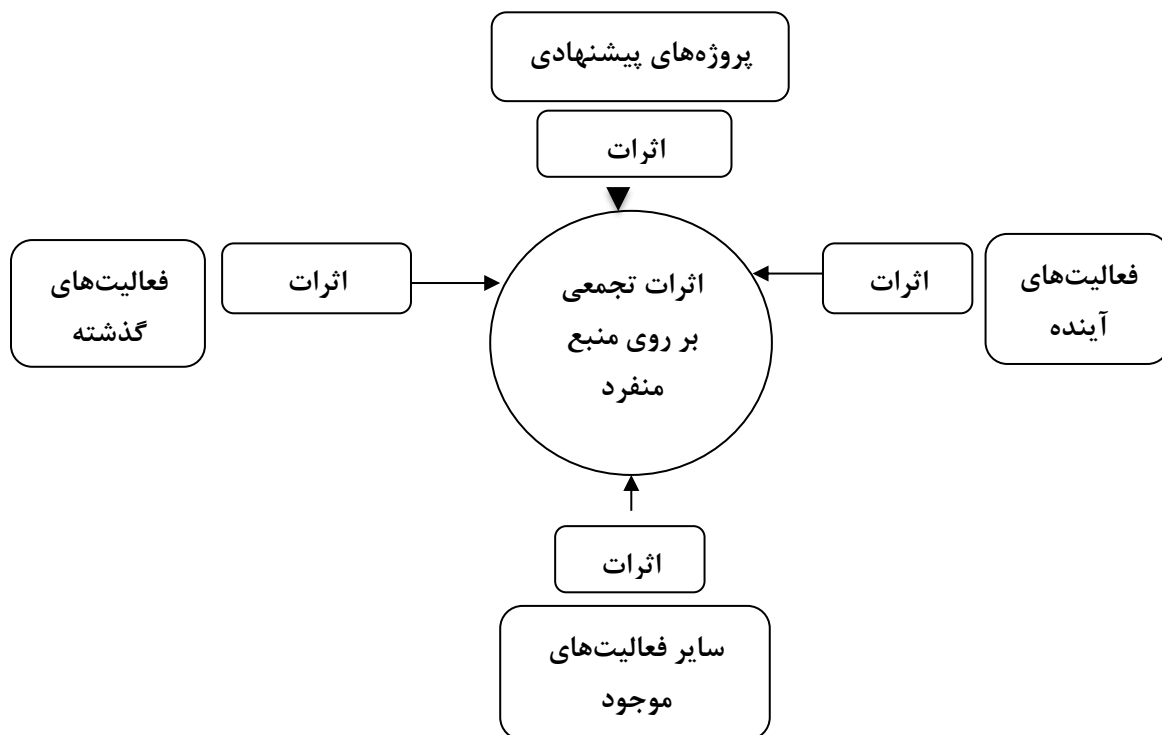 پروژه‌های پیشنهادی
اثرات
فعالیت‌های
آینده
اثرات
اثرات تجمعی
بر روی منبع
منفرد
اثرات
فعالیت‌های
گذشته
اثرات
سایر فعالیت‌های
موجود